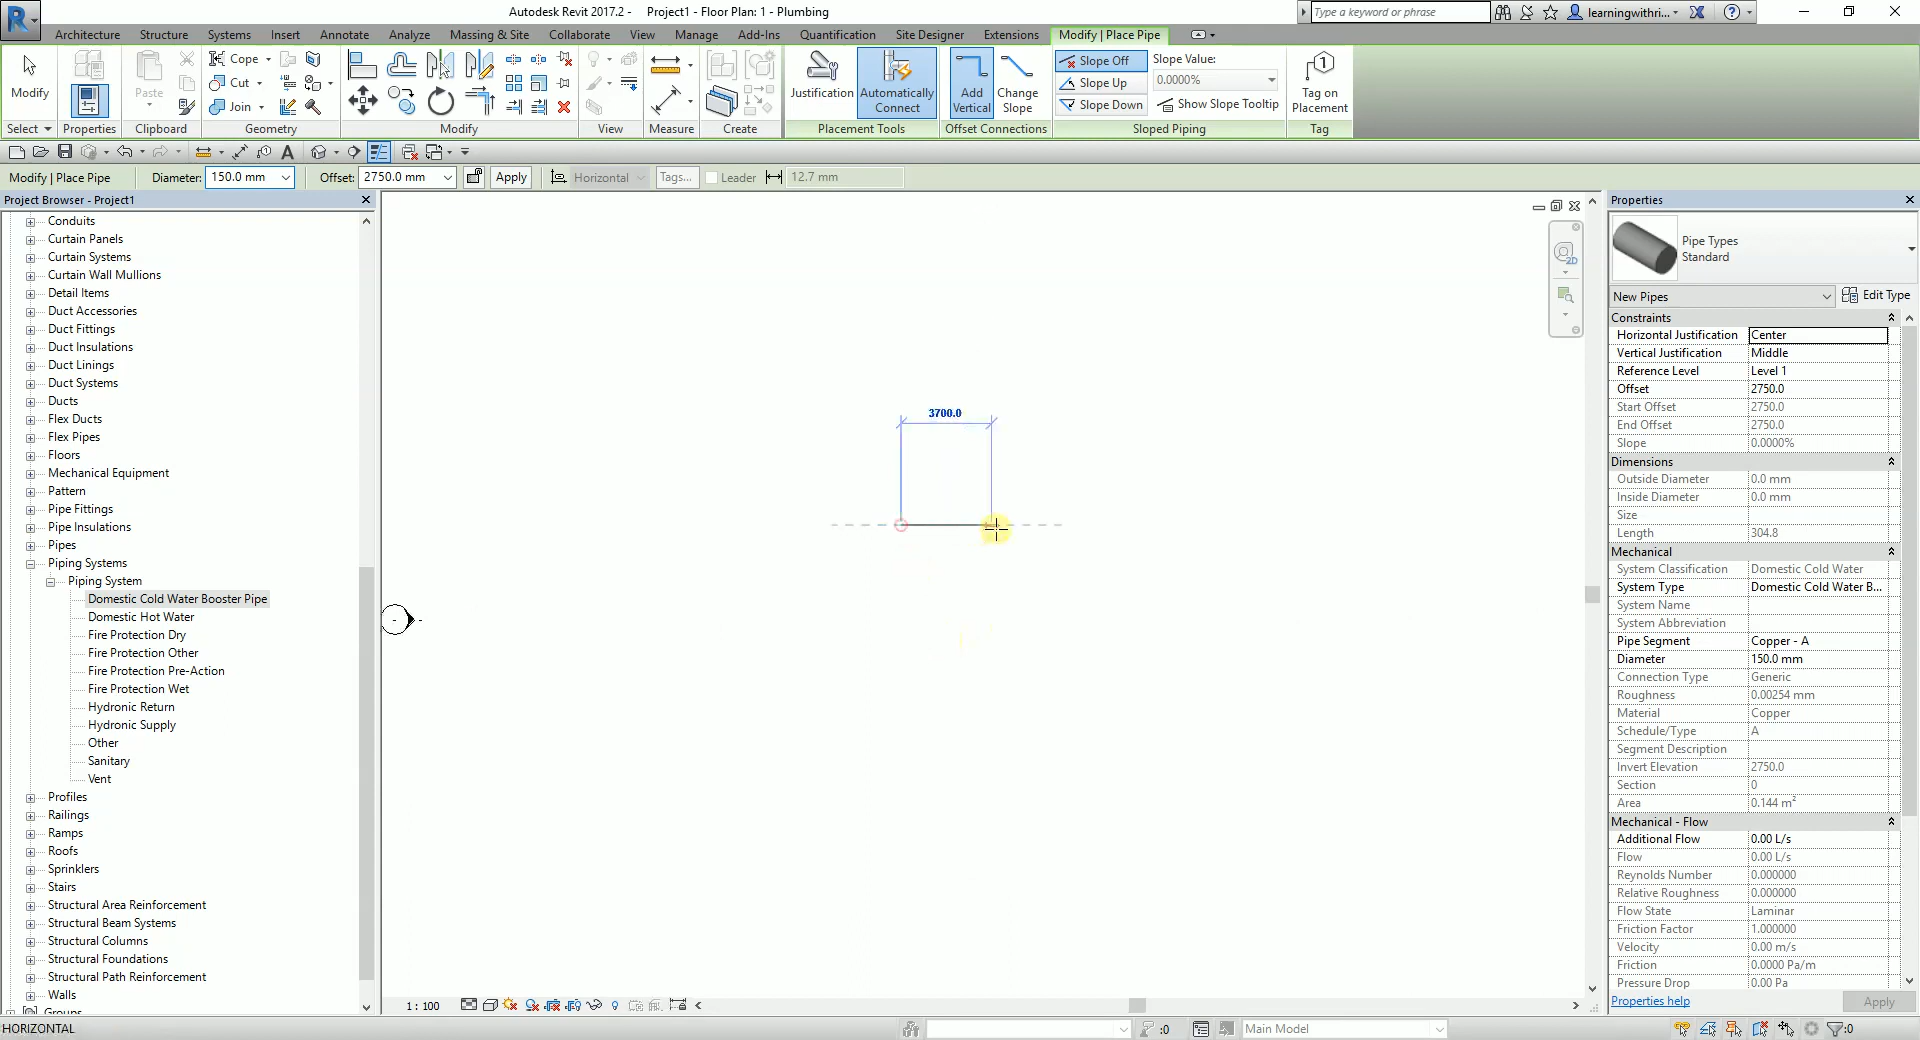 Autodesk Revit 2017.2 - Project1 - Floor Plan: 1 - Plumbing
Type a keyword or phrase
learningwithri...
Architecture Structure Systems Insert Annotate Analyze Massing & Site Collaborate View Manage Add-Ins Quantification Site Designer Extensions Modify | Place Pipe
Modify
Properties
Paste
Cope
Cut
Join
Justification
Automatically
Connect
Add
Vertical
Change
Slope
Slope Off
Slope Up
Slope Down
Slope Value:
0.0000%
Show Slope Tooltip
Tag on
Placement
Select Properties Clipboard Geometry Modify View Measure Create Placement Tools Offset Connections Sloped Piping Tag
Modify | Place Pipe Diameter: 150.0 mm Offset: 2750.0 mm Apply Horizontal Tags... Leader 12.7 mm
Project Browser - Project1
Conduits
Curtain Panels
Curtain Systems
Curtain Wall Mullions
Detail Items
Duct Accessories
Duct Fittings
Duct Insulations
Duct Linings
Duct Systems
Ducts
Flex Ducts
Flex Pipes
Floors
Mechanical Equipment
Pattern
Pipe Fittings
Pipe Insulations
Pipes
Piping Systems
Piping System
Domestic Cold Water Booster Pipe
Domestic Hot Water
Fire Protection Dry
Fire Protection Other
Fire Protection Pre-Action
Fire Protection Wet
Hydronic Return
Hydronic Supply
Other
Sanitary
Vent
Profiles
Railings
Ramps
Roofs
Sprinklers
Stairs
Structural Area Reinforcement
Structural Beam Systems
Structural Columns
Structural Foundations
Structural Path Reinforcement
Walls
Groups
3700.0
2D
1 : 100
Properties
Pipe Types
Standard
New Pipes
Edit Type
Constraints
Horizontal Justification Center
Vertical Justification Middle
Reference Level Level 1
Offset 2750.0
Start Offset 2750.0
End Offset 2750.0
Slope 0.0000%
Dimensions
Outside Diameter 0.0 mm
Inside Diameter 0.0 mm
Size
Length 304.8
Mechanical
System Classification Domestic Cold Water
System Type Domestic Cold Water B...
System Name
System Abbreviation
Pipe Segment Copper - A
Diameter 150.0 mm
Connection Type Generic
Roughness 0.00254 mm
Material Copper
Schedule/Type A
Segment Description
Invert Elevation 2750.0
Section 0
Area 0.144 m²
Mechanical - Flow
Additional Flow 0.00 L/s
Flow 0.00 L/s
Reynolds Number 0.000000
Relative Roughness 0.000000
Flow State Laminar
Friction Factor 1.000000
Velocity 0.00 m/s
Friction 0.0000 Pa/m
Pressure Drop 0.00 Pa
Properties help
Apply
HORIZONTAL
:0
Main Model
:0